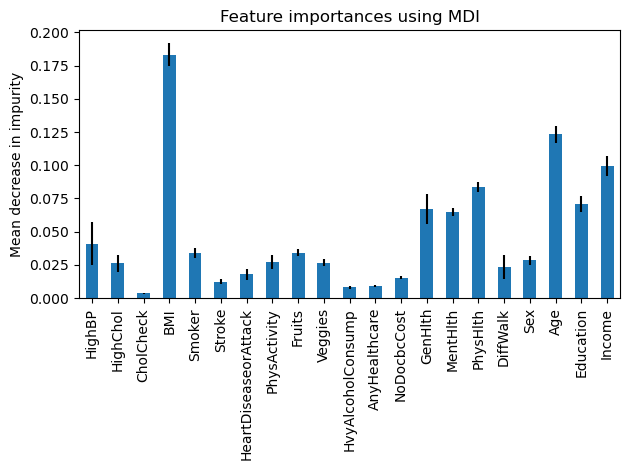 Feature importances using MDI
Mean decrease in impurity
0.200
0.175
0.150
0.125
0.100
0.075
0.050
0.025
0.000
HighBP
HighChol
CholCheck
BMI
Smoker
Stroke
HeartDiseaseorAttack
PhysActivity
Fruits
Veggies
HvyAlcoholConsump
AnyHealthcare
NoDocbcCost
GenHlth
MentHlth
PhysHlth
DiffWalk
Sex
Age
Education
Income